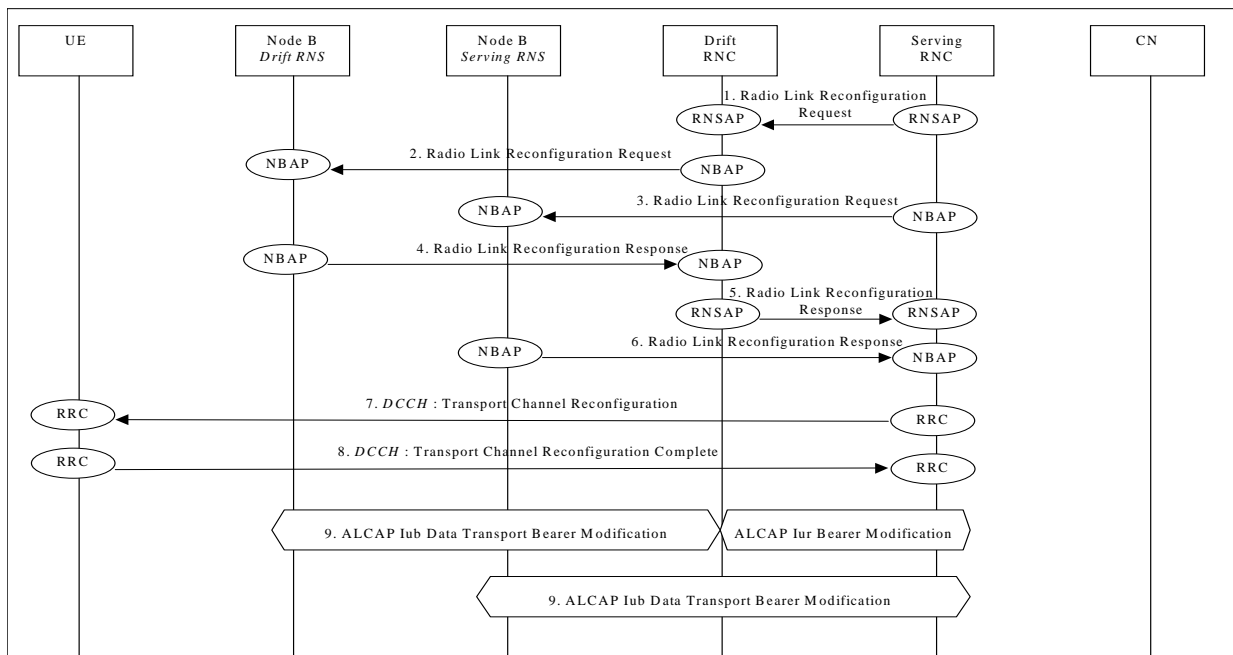 UE
Node B
Drift RNS
Node B
Serving RNS
Drift
RNC
Serving
RNC
CN
1. Radio Link Reconfiguration
Request
RNSAP
RNSAP
2. Radio Link Reconfiguration Request
NBAP
NBAP
3. Radio Link Reconfiguration Request
NBAP
NBAP
4. Radio Link Reconfiguration Response
NBAP
NBAP
5. Radio Link Reconfiguration
Response
RNSAP
RNSAP
6. Radio Link Reconfiguration Response
NBAP
NBAP
7. DCCH : Transport Channel Reconfiguration
RRC
RRC
8. DCCH : Transport Channel Reconfiguration Complete
RRC
RRC
9. ALCAP Iub Data Transport Bearer Modification
ALCAP Iur Bearer Modification
9. ALCAP Iub Data Transport Bearer Modification